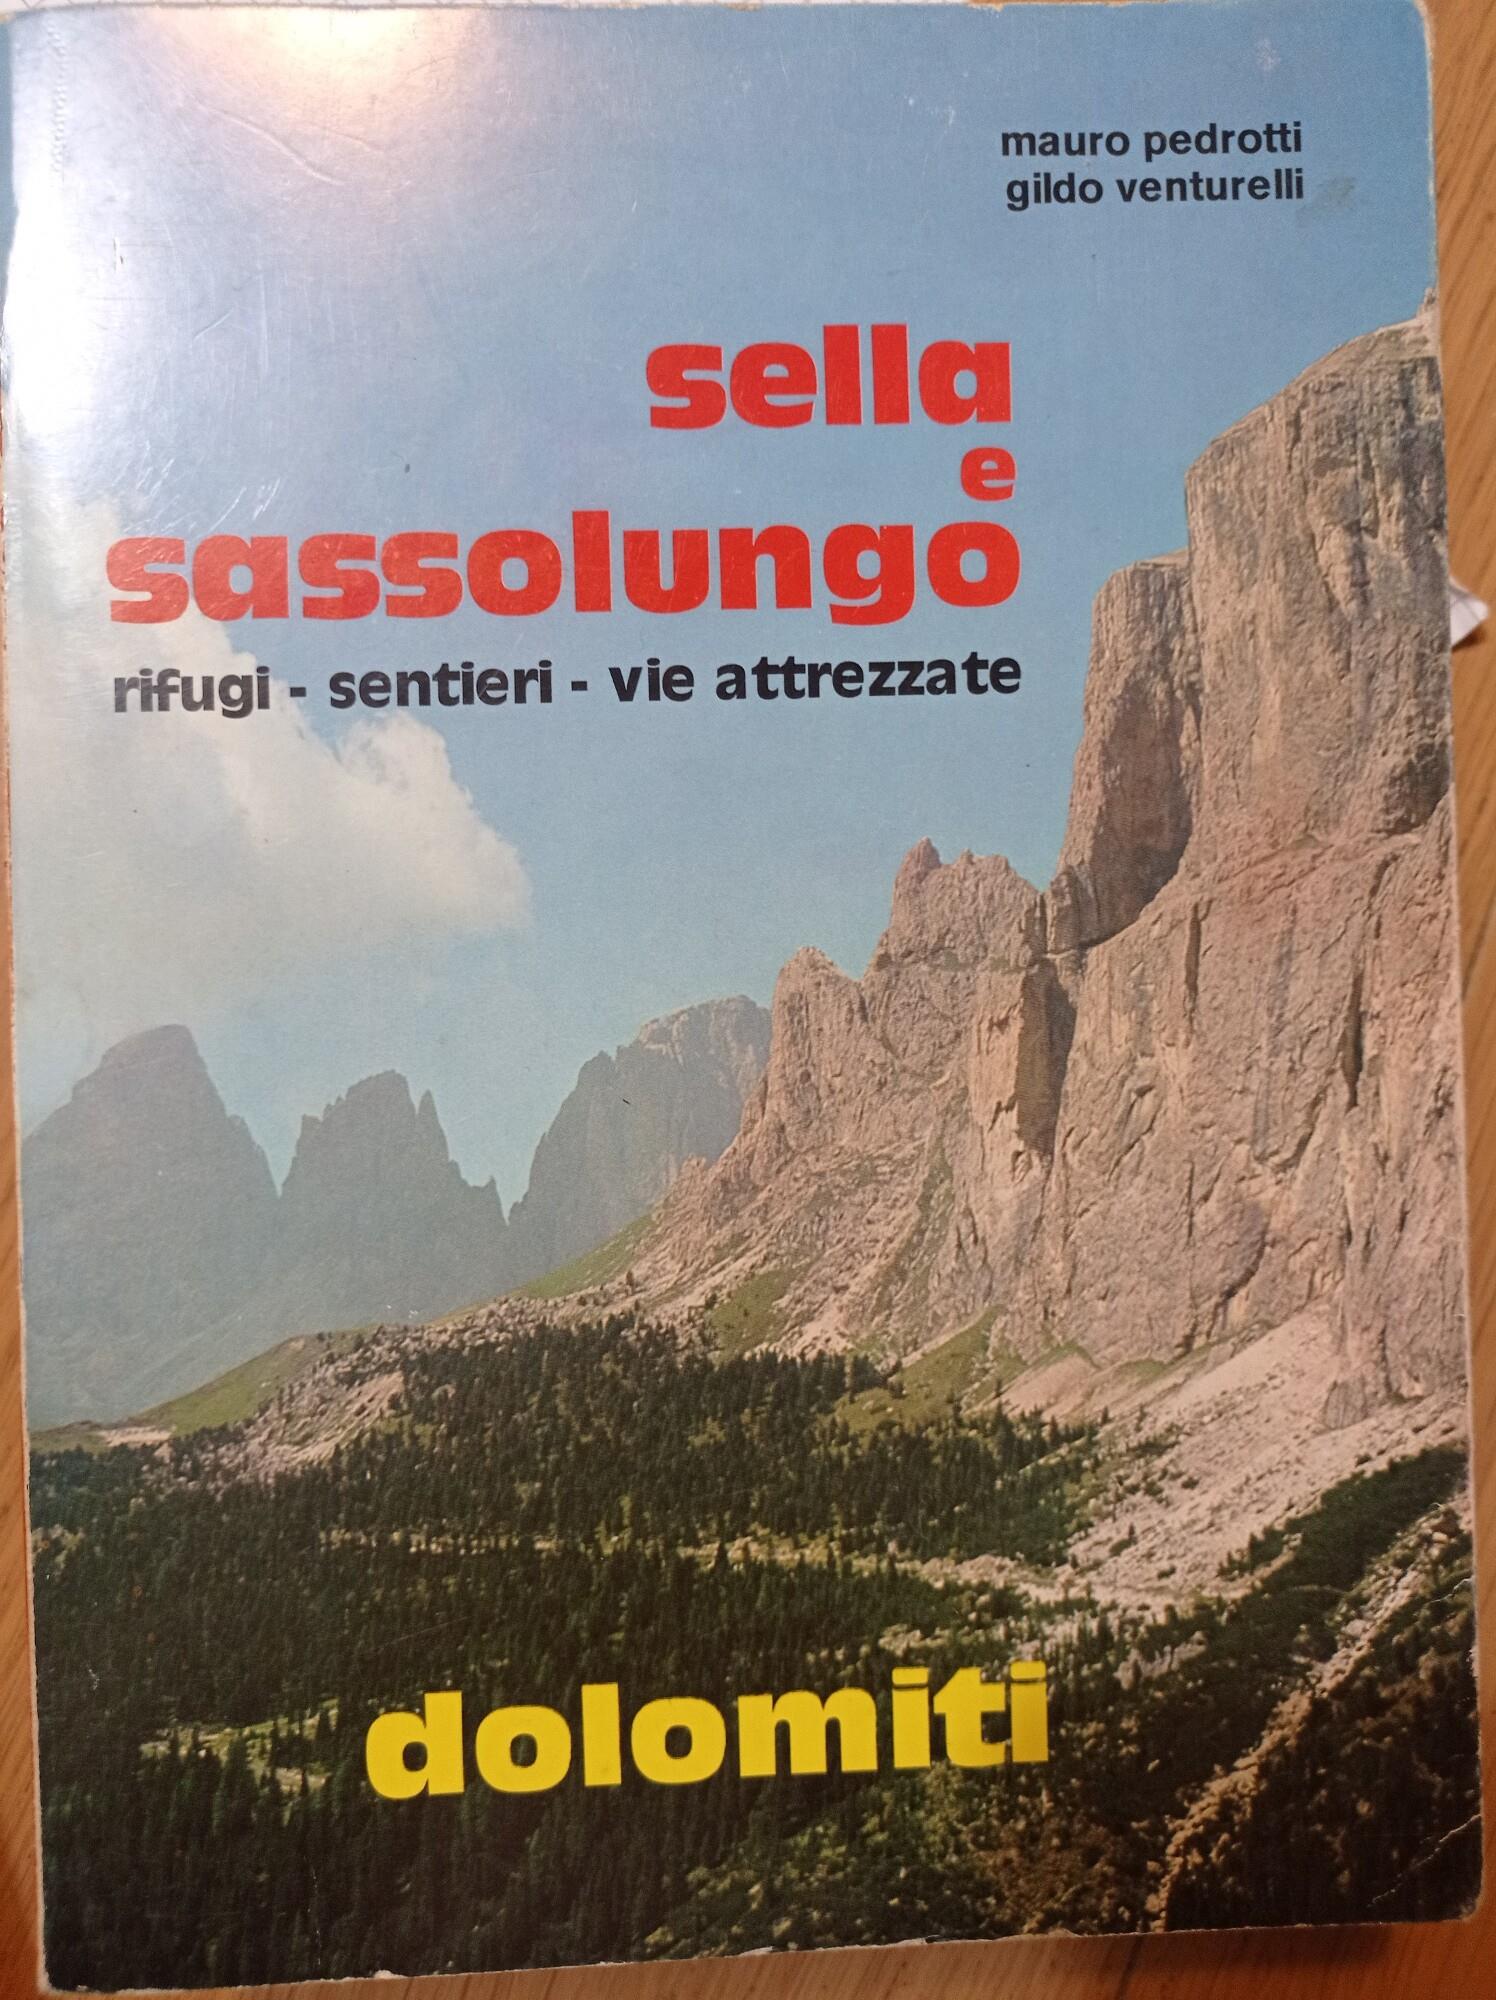 mauro pedrotti
gildo venturelli
sella
e
sassolungo
rifugi - sentieri - vie attrezzate
dolomiti